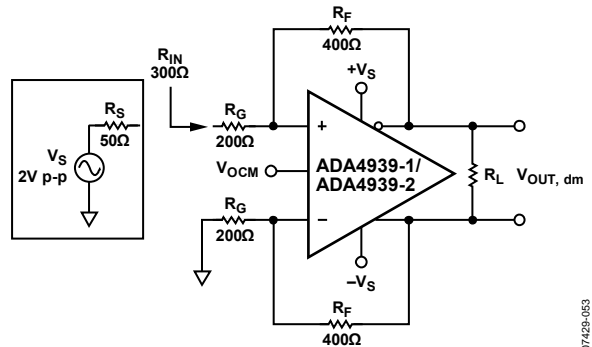 RF
400Ω
RIN
300Ω
+VS
RS
50Ω
VS
2V p-p
RG
200Ω
+
VOCM
ADA4939-1/
ADA4939-2
RL
VOUT, dm
RG
200Ω
–
–VS
RF
400Ω
07429-053